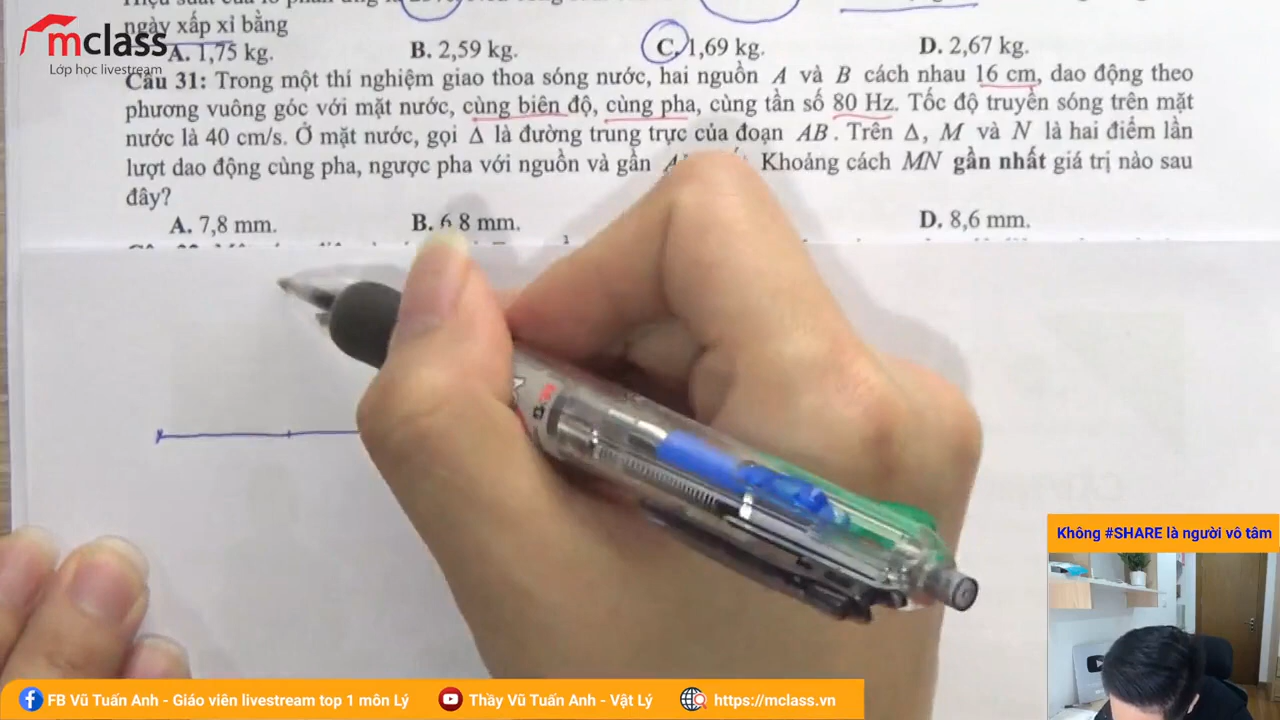 ngày xấp xỉ bằng
mclass
Lớp học livestream
A. 1,75 kg. B. 2,59 kg. C. 1,69 kg. D. 2,67 kg.
Câu 31: Trong một thí nghiệm giao thoa sóng nước, hai nguồn A và B cách nhau 16 cm, dao động theo
phương vuông góc với mặt nước, cùng biên độ, cùng pha, cùng tần số 80 Hz. Tốc độ truyền sóng trên mặt
nước là 40 cm/s. Ở mặt nước, gọi Δ là đường trung trực của đoạn AB. Trên Δ, M và N là hai điểm lần
lượt dao động cùng pha, ngược pha với nguồn và gần Khoảng cách MN gần nhất giá trị nào sau
đây?
A. 7,8 mm. B. 6,8 mm. D. 8,6 mm.
Không #SHARE là người vô tâm
FB Vũ Tuấn Anh - Giáo viên livestream top 1 môn Lý Thầy Vũ Tuấn Anh - Vật Lý https://mclass.vn